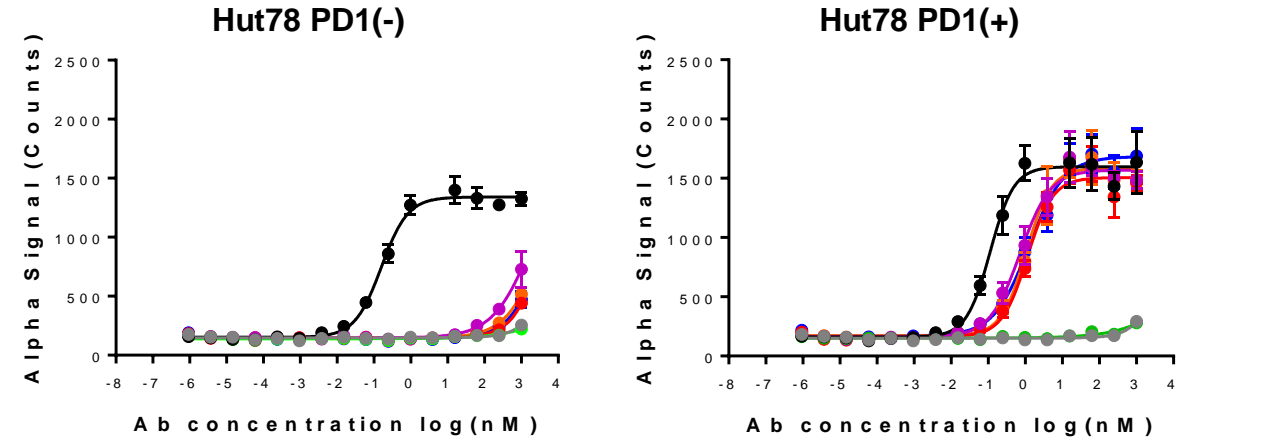 Hut78 PD1(-)
Alpha Signal (Counts)
2500
2000
1500
1000
500
0
-8 -7 -6 -5 -4 -3 -2 -1 0 1 2 3 4
Ab concentration log(nM)
Hut78 PD1(+)
Alpha Signal (Counts)
2500
2000
1500
1000
500
0
-8 -7 -6 -5 -4 -3 -2 -1 0 1 2 3 4
Ab concentration log(nM)